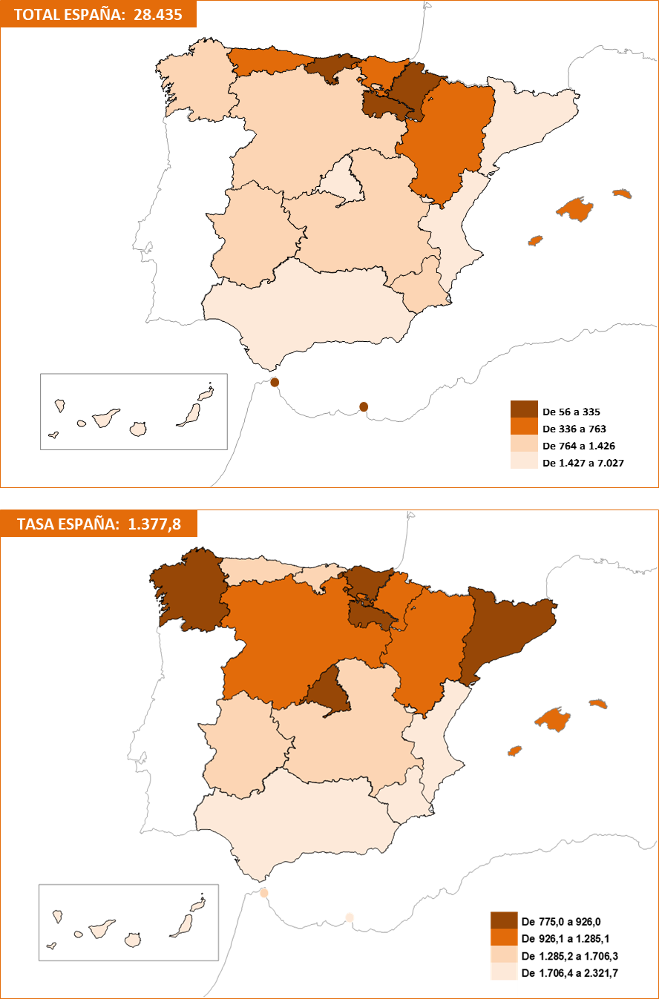 TOTAL ESPAÑA: 28.435
De 56 a 335
De 336 a 763
De 764 a 1.426
De 1.427 a 7.027
TASA ESPAÑA: 1.377,8
De 775,0 a 926,0
De 926,1 a 1.285,1
De 1.285,2 a 1.706,3
De 1.706,4 a 2.321,7